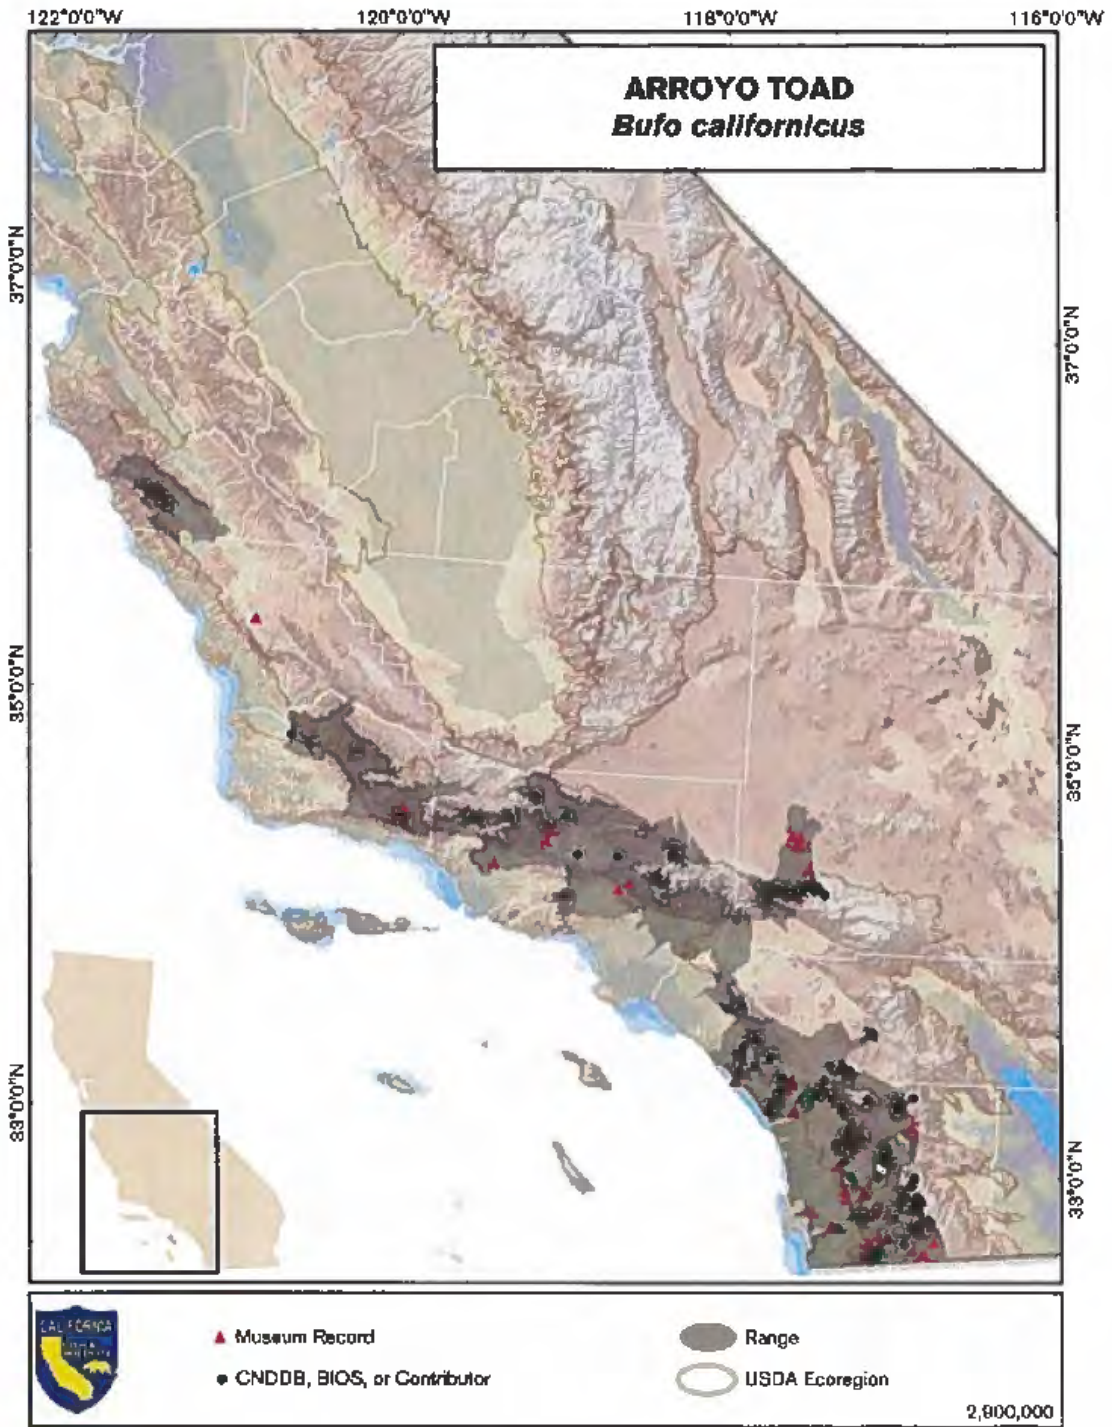 122°0'0"W 120°0'0"W 118°0'0"W 116°0'0"W
ARROYO TOAD
Bufo californicus
37°0'0"N
37°0'0"N
35°0'0"N
35°0'0"N
33°0'0"N
33°0'0"N
CALIFORNIA
Museum Record
Range
CNDDB, BIOS, or Contributor
USDA Ecoregion
2,900,000